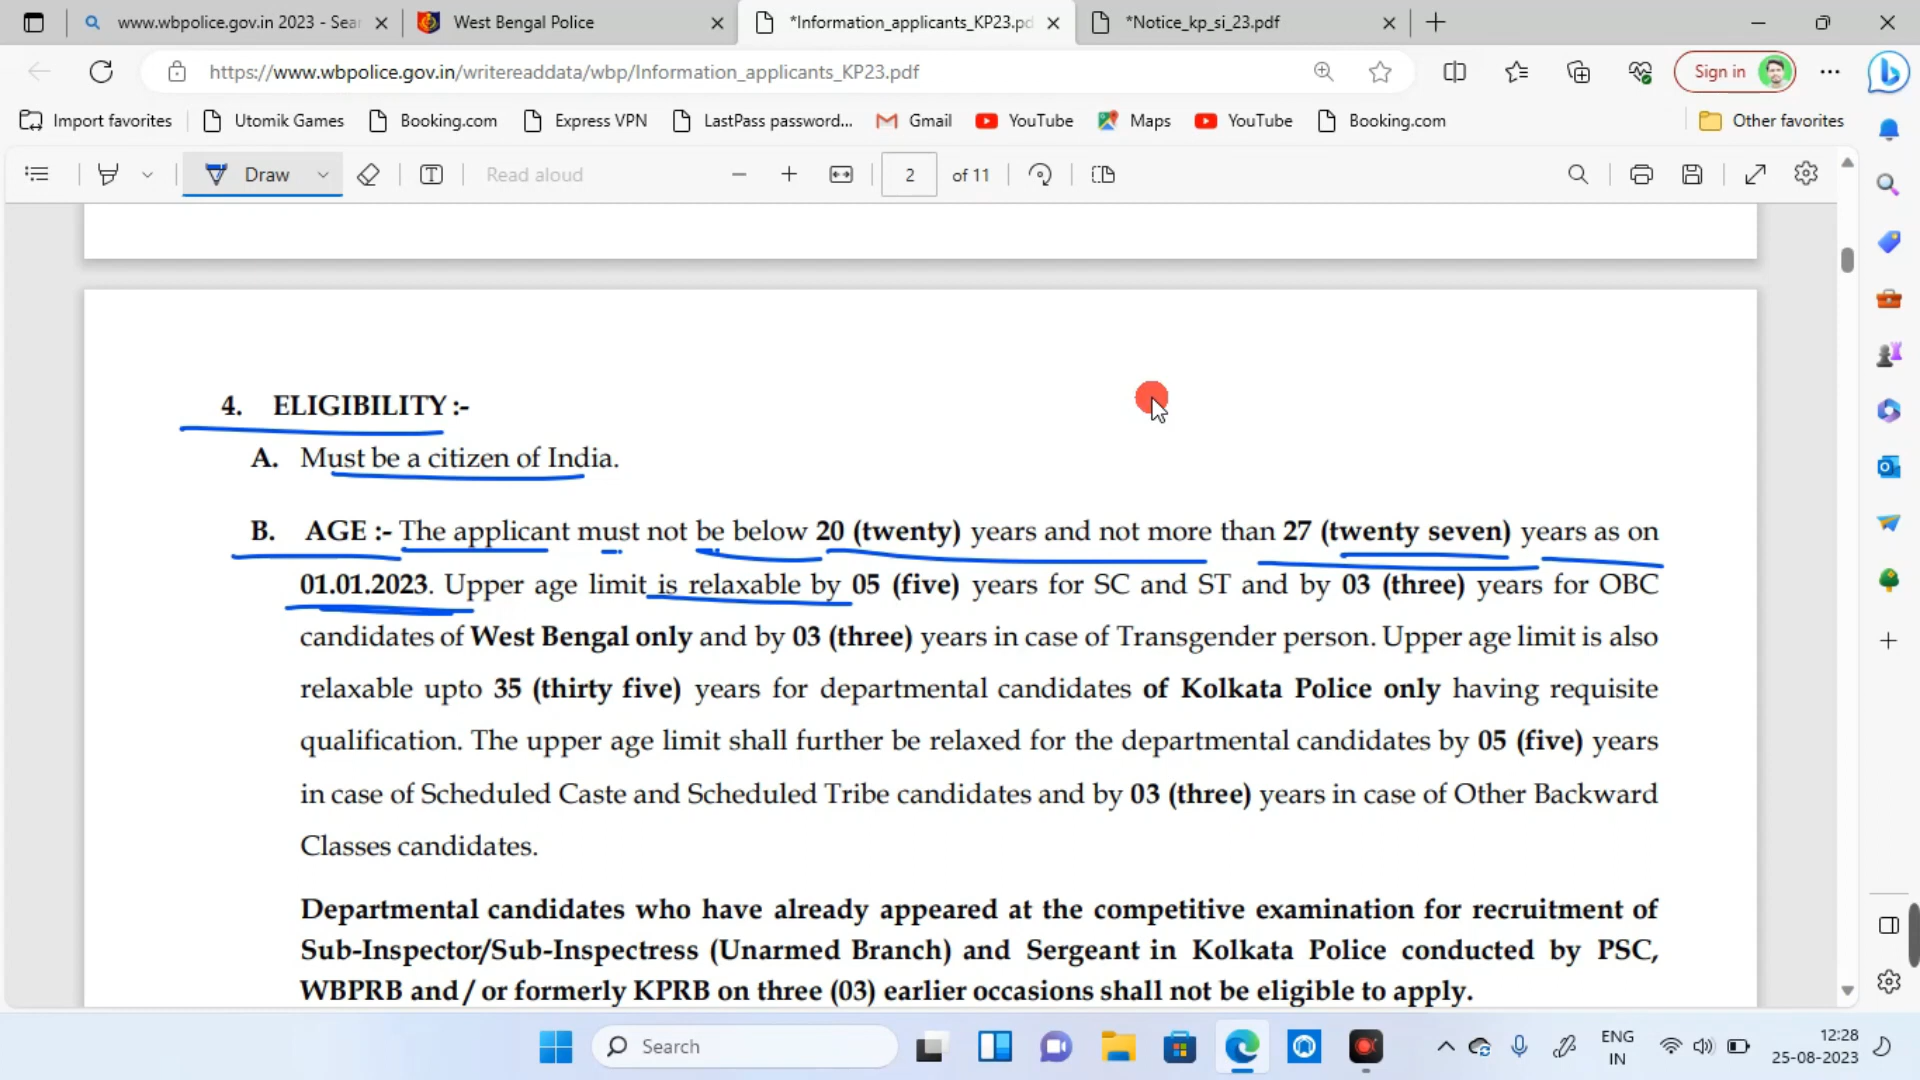 www.wbpolice.gov.in 2023 - Sear
West Bengal Police
*Information_applicants_KP23.pd
*Notice_kp_si_23.pdf
https://www.wbpolice.gov.in/writereaddata/wbp/Information_applicants_KP23.pdf
Sign in
Import favorites
Utomik Games
Booking.com
Express VPN
LastPass password...
Gmail
YouTube
Maps
YouTube
Booking.com
Other favorites
Draw
Read aloud
2 of 11
4. ELIGIBILITY :-
A. Must be a citizen of India.
B. AGE :- The applicant must not be below 20 (twenty) years and not more than 27 (twenty seven) years as on
01.01.2023. Upper age limit is relaxable by 05 (five) years for SC and ST and by 03 (three) years for OBC
candidates of West Bengal only and by 03 (three) years in case of Transgender person. Upper age limit is also
relaxable upto 35 (thirty five) years for departmental candidates of Kolkata Police only having requisite
qualification. The upper age limit shall further be relaxed for the departmental candidates by 05 (five) years
in case of Scheduled Caste and Scheduled Tribe candidates and by 03 (three) years in case of Other Backward
Classes candidates.
Departmental candidates who have already appeared at the competitive examination for recruitment of
Sub-Inspector/Sub-Inspectress (Unarmed Branch) and Sergeant in Kolkata Police conducted by PSC,
WBPRB and / or formerly KPRB on three (03) earlier occasions shall not be eligible to apply.
Search
ENG
IN
12:28
25-08-2023